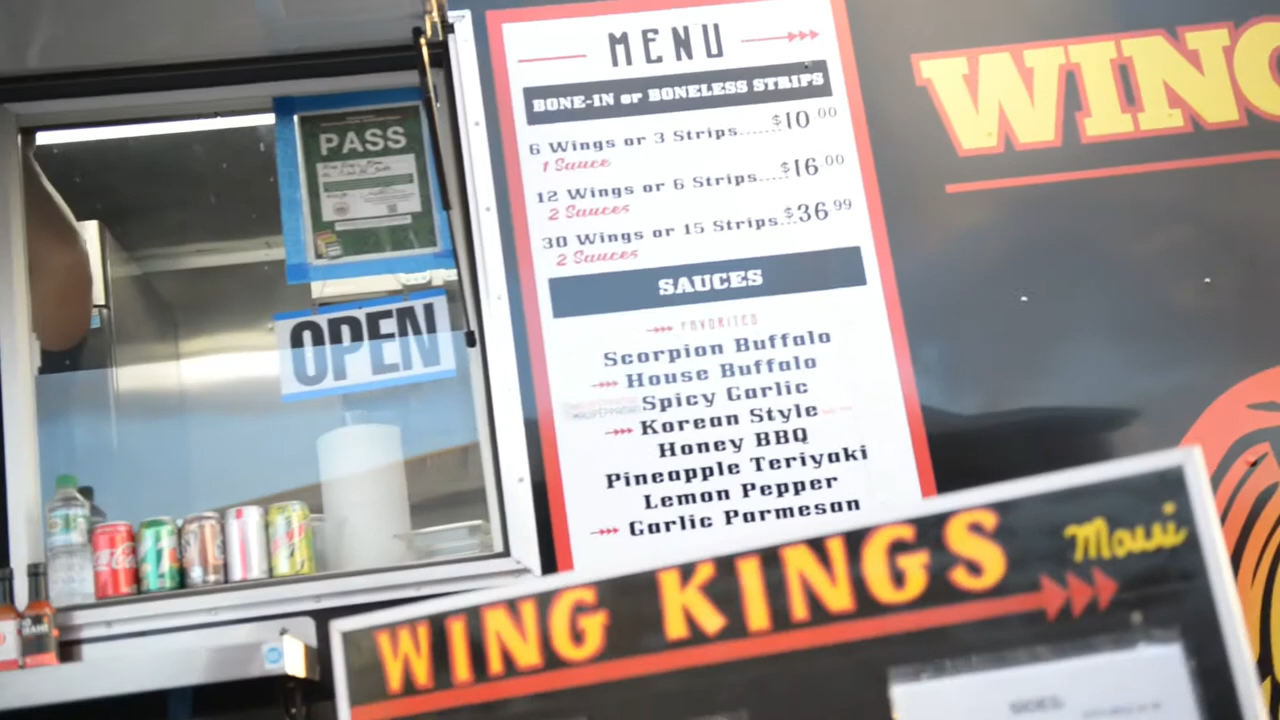 MENU
BONE-IN or BONELESS STRIPS
6 Wings or 3 Strips.......$10.00
1 Sauce
12 Wings or 6 Strips.....$16.00
2 Sauces
30 Wings or 15 Strips...$36.99
2 Sauces
SAUCES
FAVORITES
Scorpion Buffalo
House Buffalo
Spicy Garlic
Korean Style
Honey BBQ
Pineapple Teriyaki
Lemon Pepper
Garlic Parmesan
PASS
OPEN
Coca-Cola
7
WING
WING KINGS
Maui